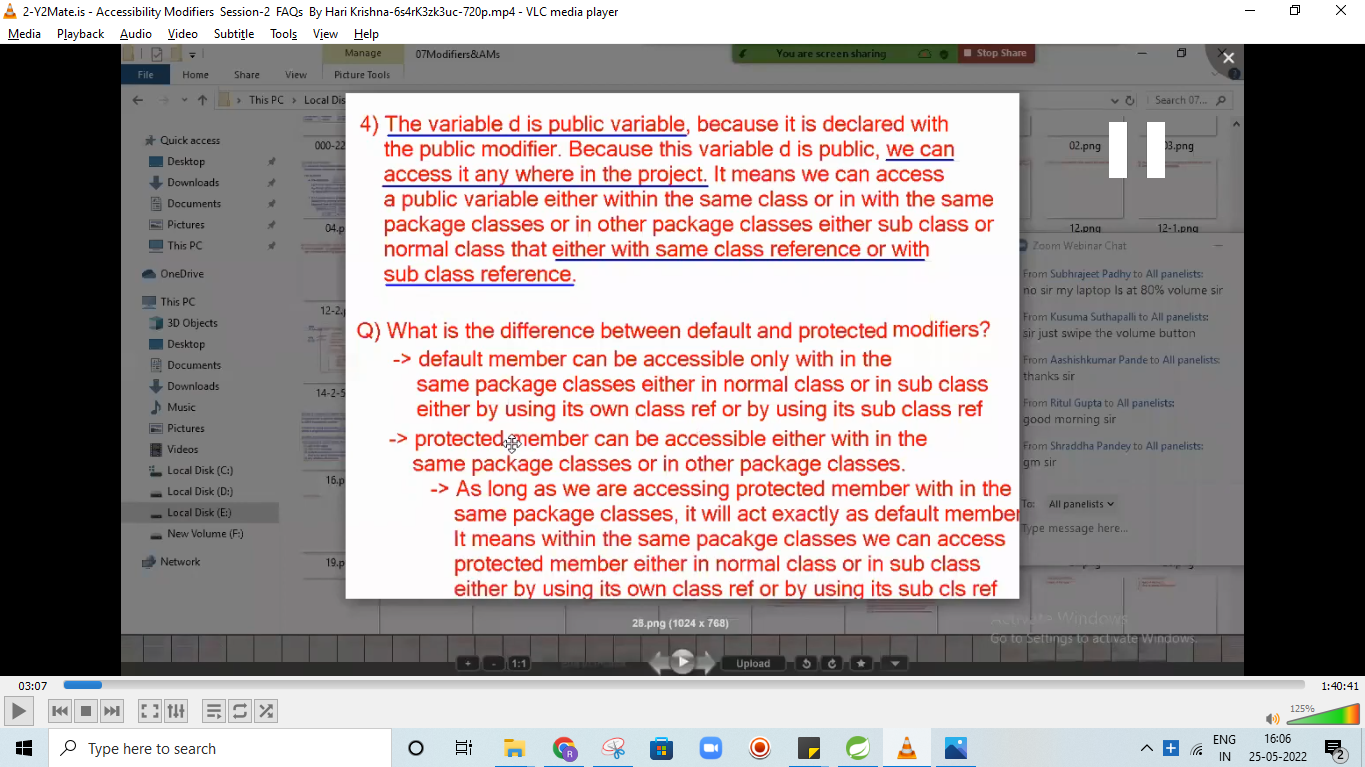 2-Y2Mate.is - Accessibility Modifiers  Session-2  FAQs  By Hari Krishna-6s4rK3zk3uc-720p.mp4 - VLC media player
Media Playback Audio Video Subtitle Tools View Help
Manage 07Modifiers&AMs You are screen sharing Stop Share
File Home Share View Picture Tools
This PC Local Dis Search 07...
Quick access
Desktop
Downloads
Documents
Pictures
This PC
OneDrive
This PC
3D Objects
Desktop
Documents
Downloads
Music
Pictures
Videos
Local Disk (C:)
Local Disk (D:)
Local Disk (E:)
New Volume (F:)
Network
000-22
04.p
12-2.
14-2-5
16.p
19.p
4) The variable d is public variable, because it is declared with
the public modifier. Because this variable d is public, we can
access it any where in the project. It means we can access
a public variable either within the same class or in with the same
package classes or in other package classes either sub class or
normal class that either with same class reference or with
sub class reference.
Q) What is the difference between default and protected modifiers?
-> default member can be accessible only with in the
same package classes either in normal class or in sub class
either by using its own class ref or by using its sub class ref
-> protected member can be accessible either with in the
same package classes or in other package classes.
-> As long as we are accessing protected member with in the
same package classes, it will act exactly as default member
It means within the same pacakge classes we can access
protected member either in normal class or in sub class
either by using its own class ref or by using its sub cls ref
28.png (1024 x 768)
02.png 03.png
12.png 12-1.png
Zoom Webinar Chat
From Subhrajeet Padhy to All panelists:
no sir my laptop Is at 80% volume sir
From Kusuma Suthapalli to All panelists:
sir just swipe the volume button
From Aashishkumar Pande to All panelists:
thanks sir
From Ritul Gupta to All panelists:
good morning sir
From Shraddha Pandey to All panelists:
gm sir
To: All panelists
Type message here...
Activate Windows
Go to Settings to activate Windows.
+ - 1:1 Upload
03:07 1:40:41
125%
Type here to search
ENG 16:06
IN 25-05-2022 2